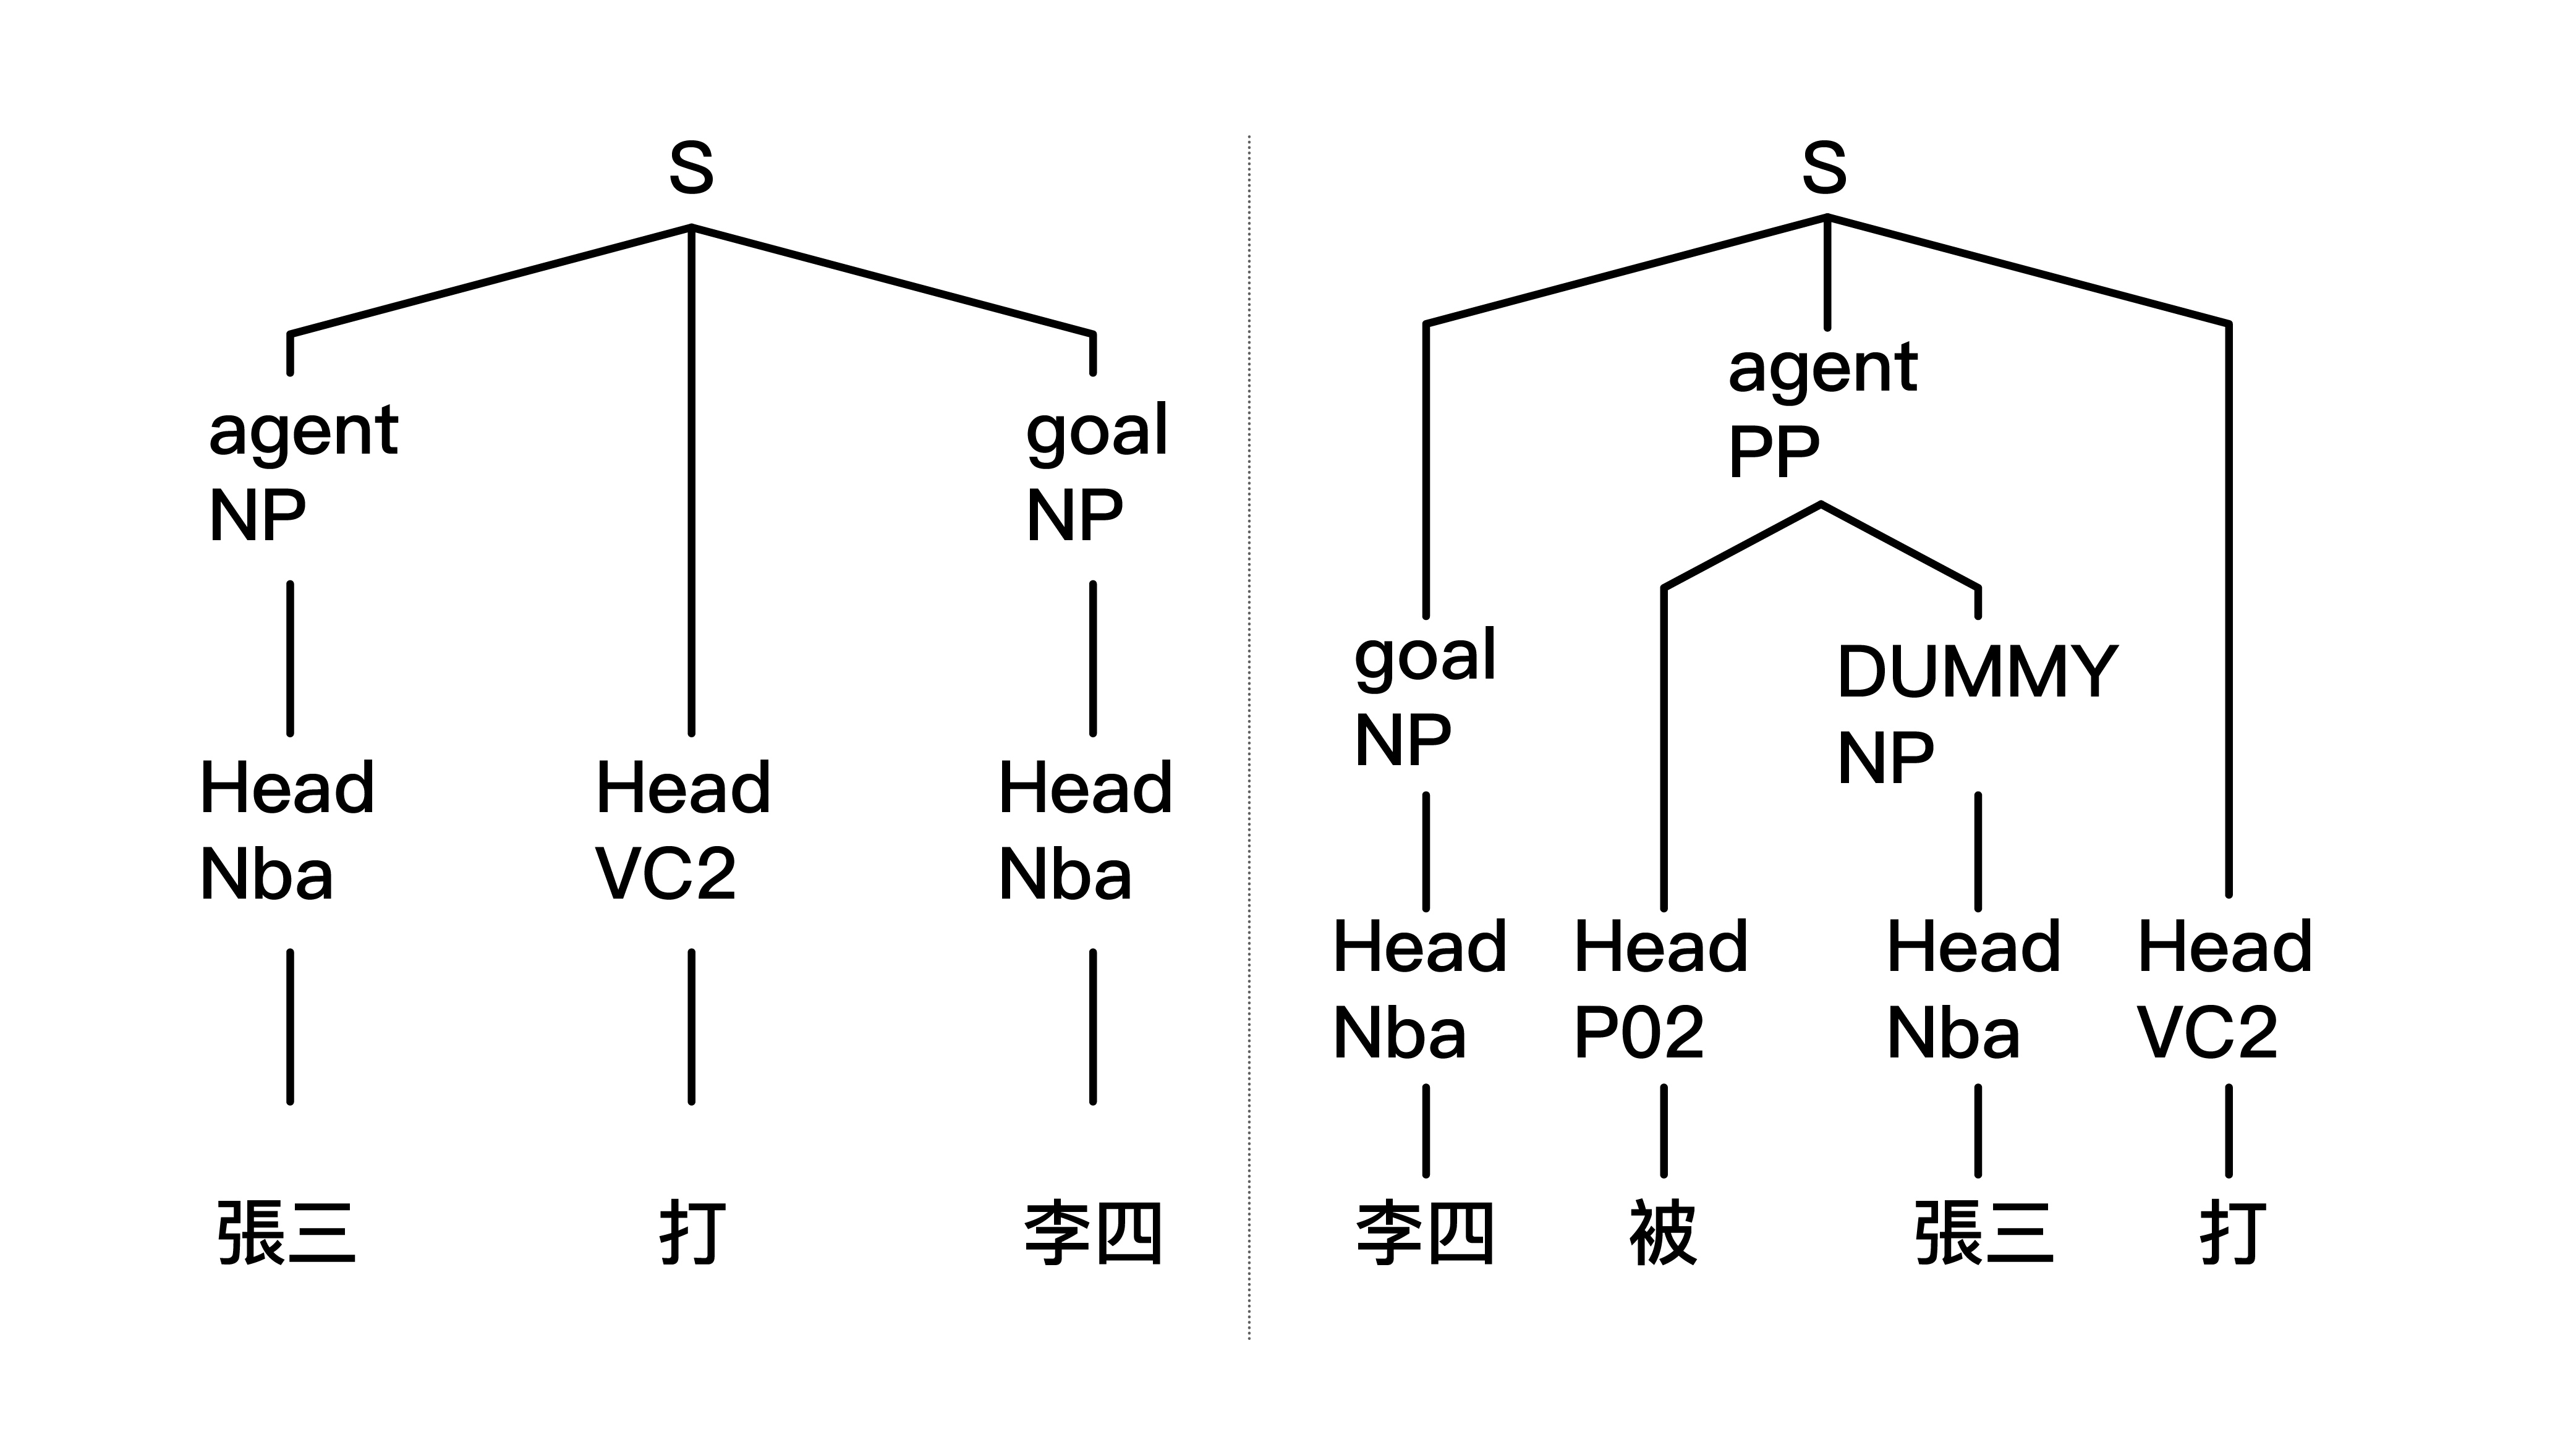 S
agent
NP
goal
NP
Head
Nba
Head
VC2
Head
Nba
張三
打
李四
S
agent
PP
goal
NP
DUMMY
NP
Head
Nba
Head
P02
Head
Nba
Head
VC2
李四
被
張三
打